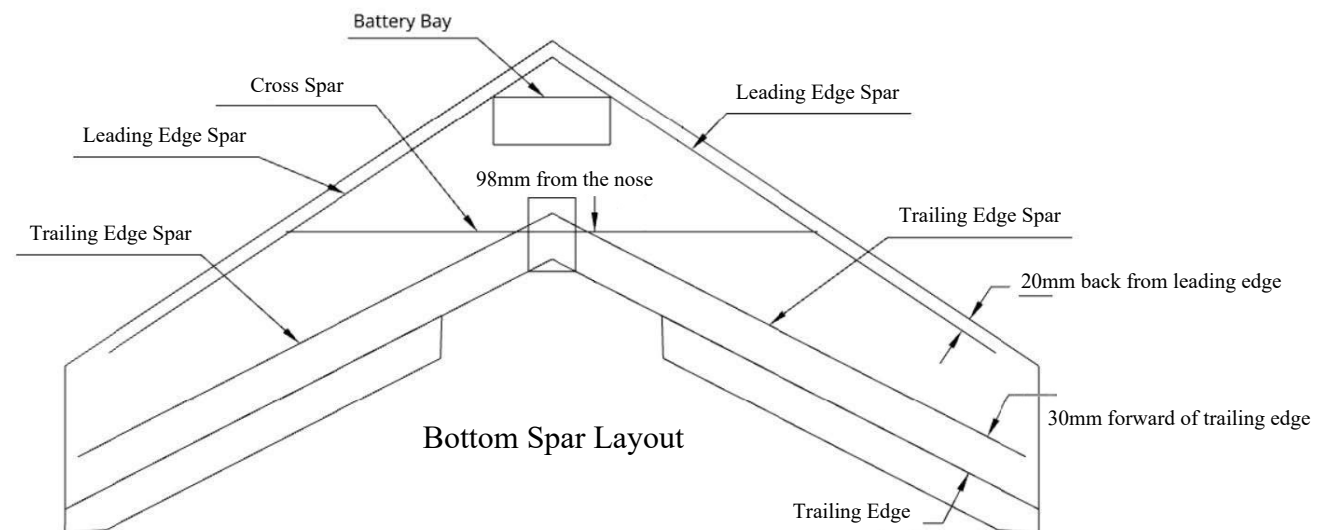 Battery Bay
Cross Spar
Leading Edge Spar
Leading Edge Spar
98mm from the nose
Trailing Edge Spar
Trailing Edge Spar
20mm back from leading edge
30mm forward of trailing edge
Bottom Spar Layout
Trailing Edge